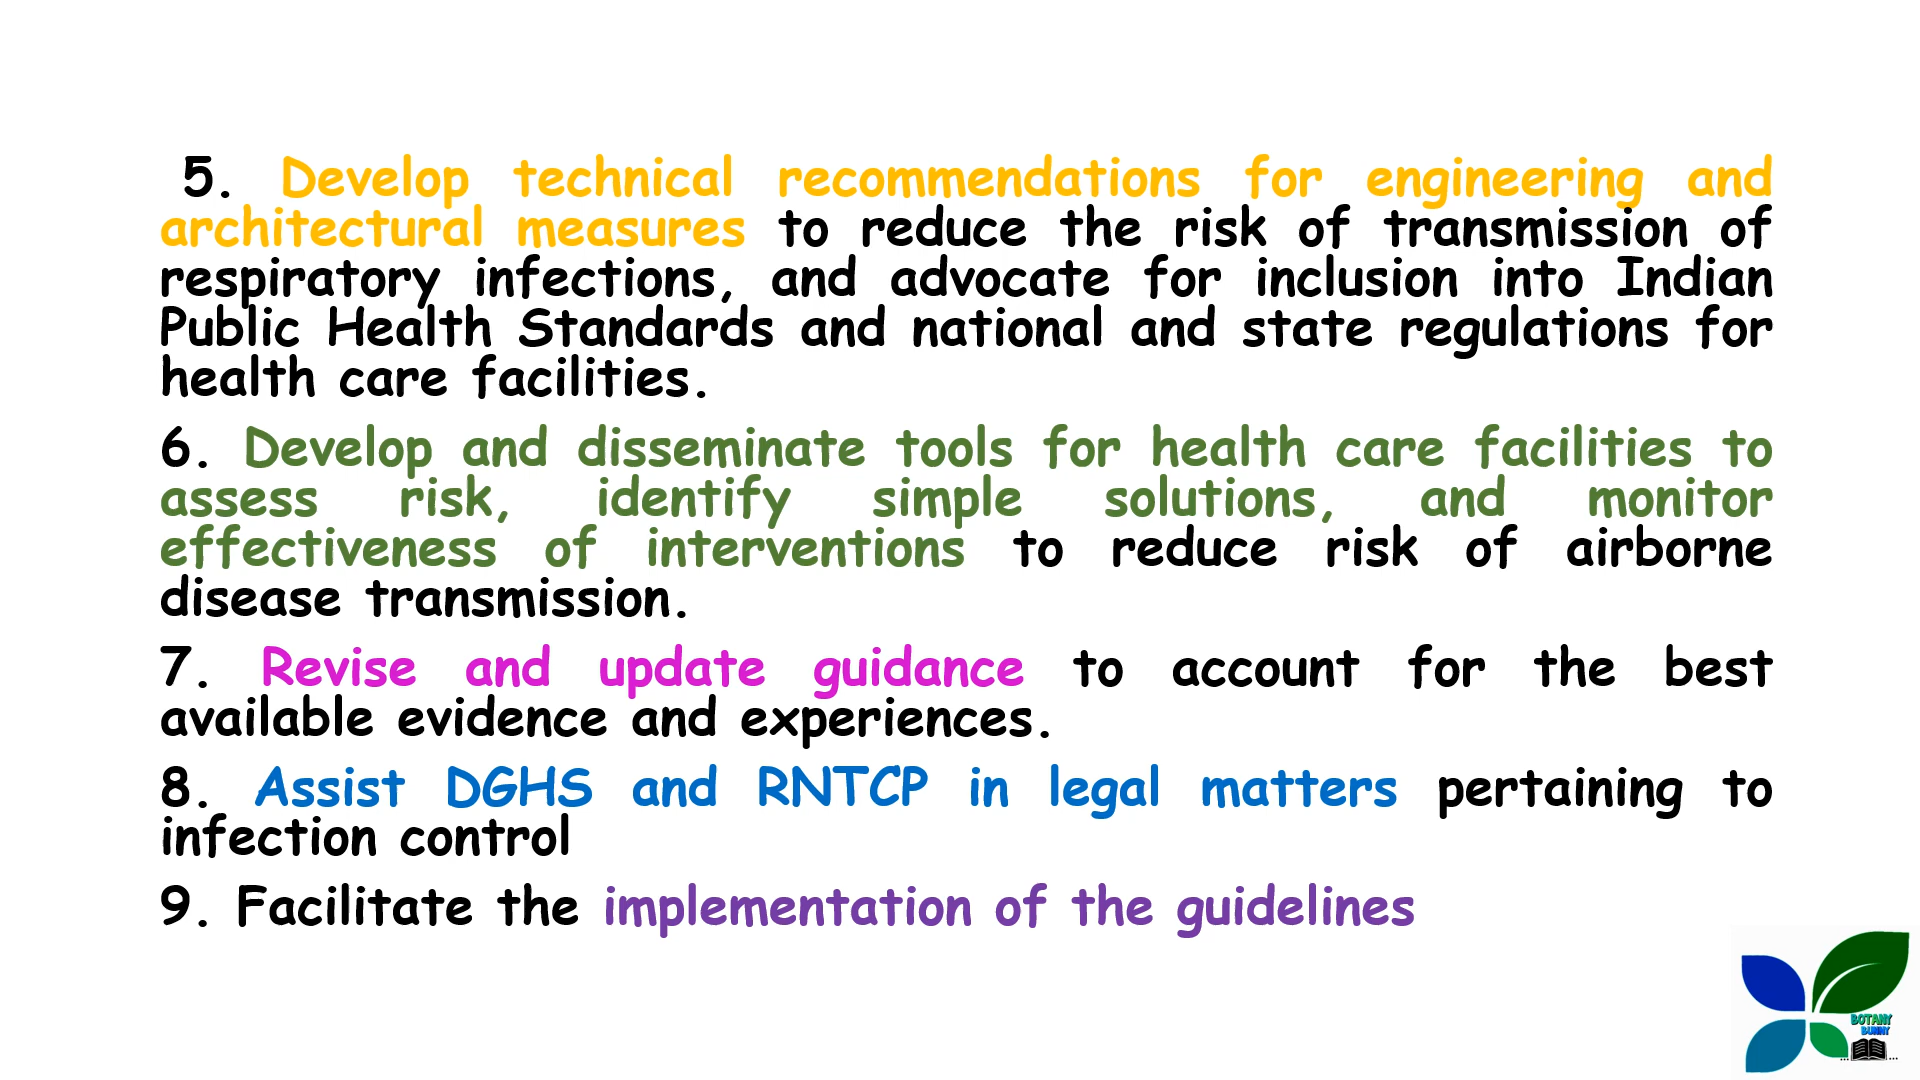 5. Develop technical recommendations for engineering and
architectural measures to reduce the risk of transmission of
respiratory infections, and advocate for inclusion into Indian
Public Health Standards and national and state regulations for
health care facilities.
6. Develop and disseminate tools for health care facilities to
assess risk, identify simple solutions, and monitor
effectiveness of interventions to reduce risk of airborne
disease transmission.
7. Revise and update guidance to account for the best
available evidence and experiences.
8. Assist DGHS and RNTCP in legal matters pertaining to
infection control
9. Facilitate the implementation of the guidelines
BOTANY
BUNNY